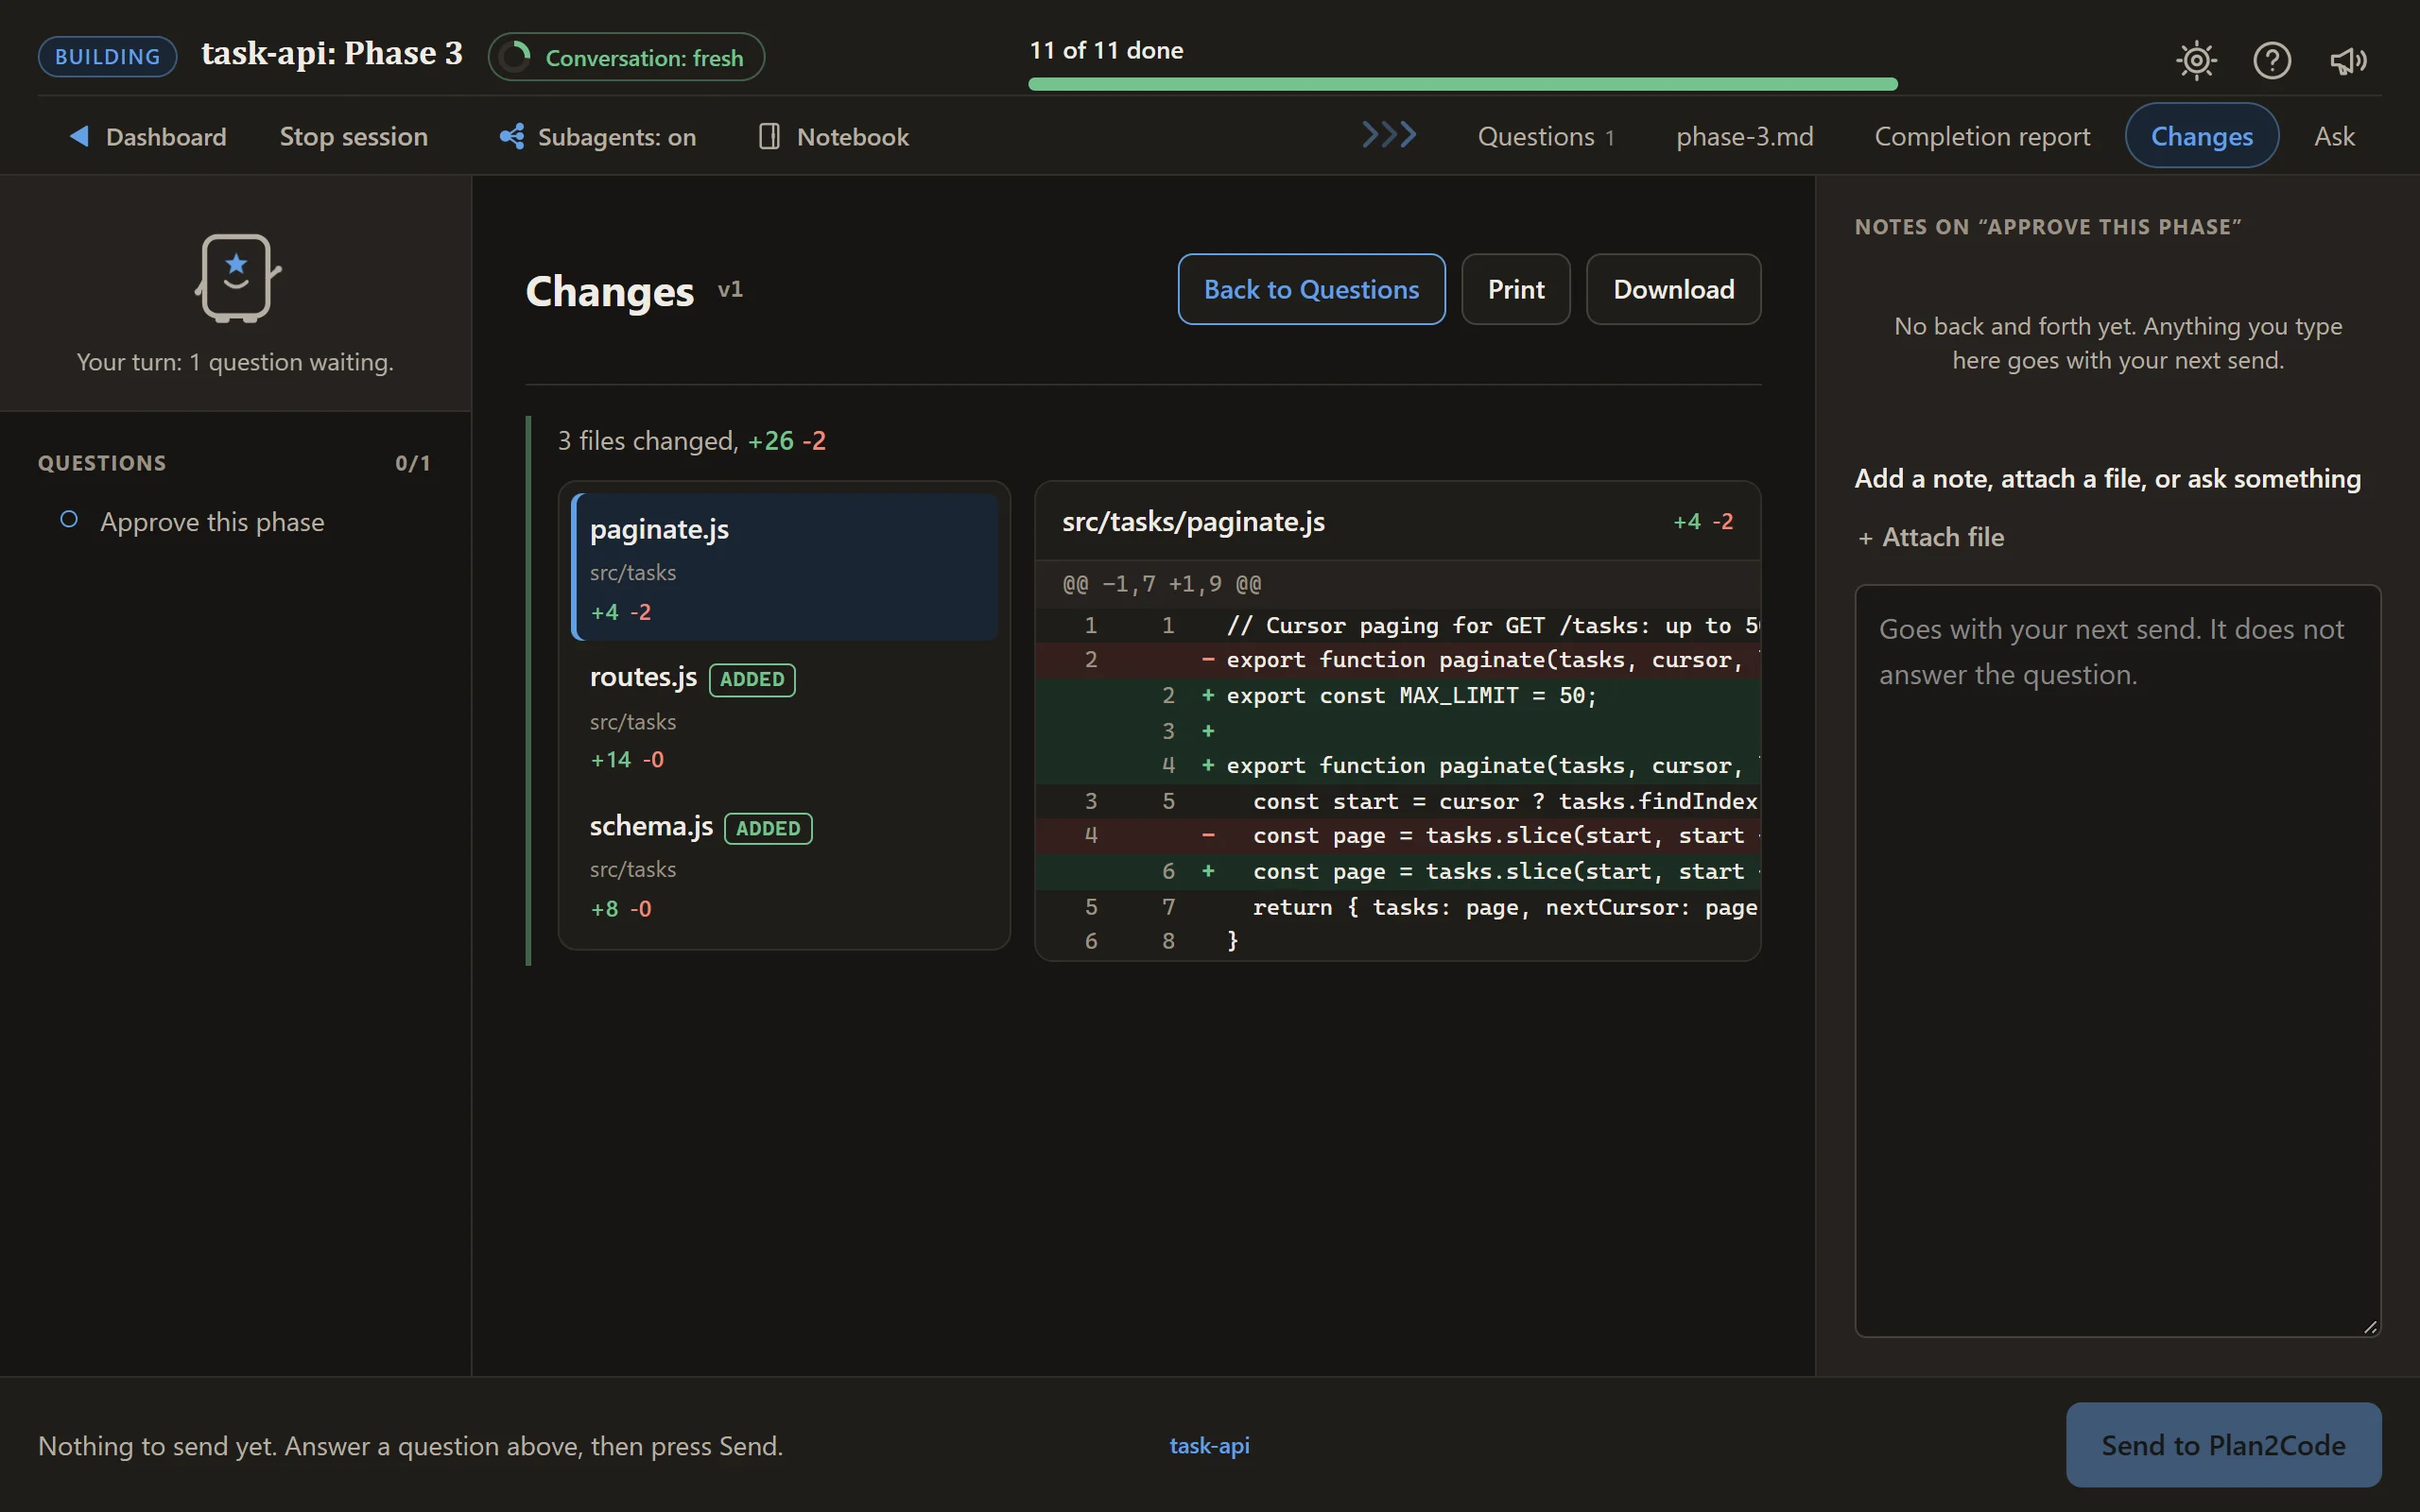 BUILDING
task-api: Phase 3
Conversation: fresh
11 of 11 done
Dashboard
Stop session
Subagents: on
Notebook
Questions 1
phase-3.md
Completion report
Changes
Ask
Your turn: 1 question waiting.
QUESTIONS 0/1
Approve this phase
Changes v1
Back to Questions
Print
Download
3 files changed, +26 -2
paginate.js
src/tasks
+4 -2
routes.js ADDED
src/tasks
+14 -0
schema.js ADDED
src/tasks
+8 -0
src/tasks/paginate.js +4 -2
@@ -1,7 +1,9 @@
1 1 // Cursor paging for GET /tasks: up to
2 - export function paginate(tasks, cursor,
2 + export const MAX_LIMIT = 50;
3 +
4 + export function paginate(tasks, cursor,
3 5 const start = cursor ? tasks.findIndex
4 - const page = tasks.slice(start, start
6 + const page = tasks.slice(start, start
5 7 return { tasks: page, nextCursor: page
6 8 }
NOTES ON “APPROVE THIS PHASE”
No back and forth yet. Anything you type
here goes with your next send.
Add a note, attach a file, or ask something
+ Attach file
Goes with your next send. It does not
answer the question.
Nothing to send yet. Answer a question above, then press Send.
task-api
Send to Plan2Code